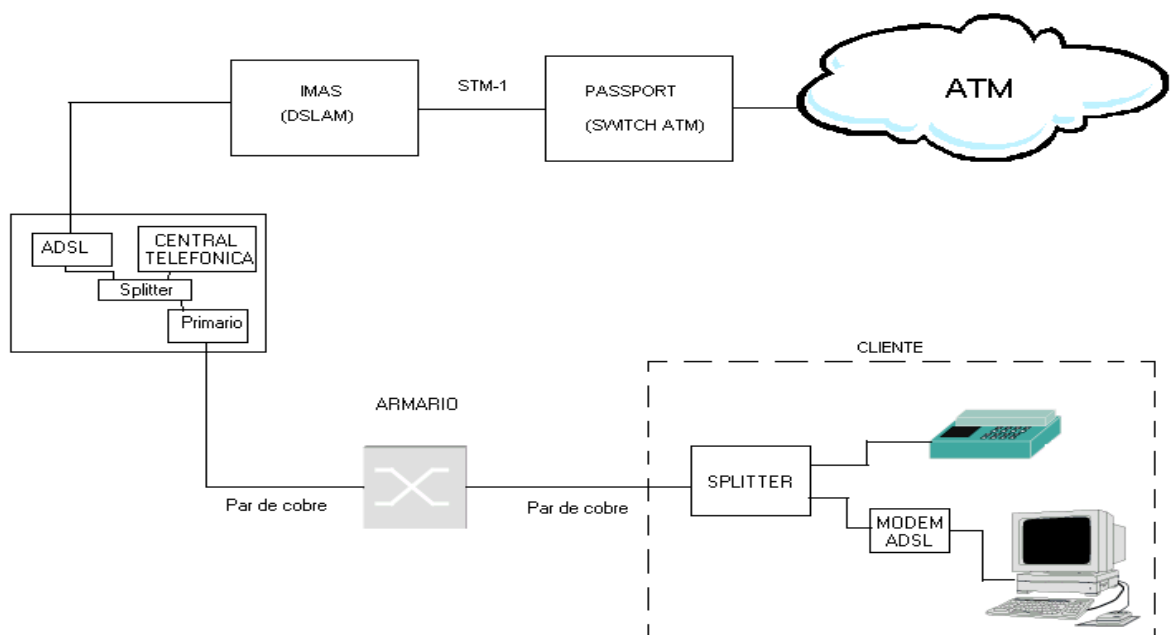 IMAS
(DSLAM)
STM-1
PASSPORT
(SWITCH ATM)
ATM
ADSL
CENTRAL
TELEFONICA
Splitter
Primario
CLIENTE
ARMARIO
SPLITTER
Par de cobre
Par de cobre
MODEM
ADSL